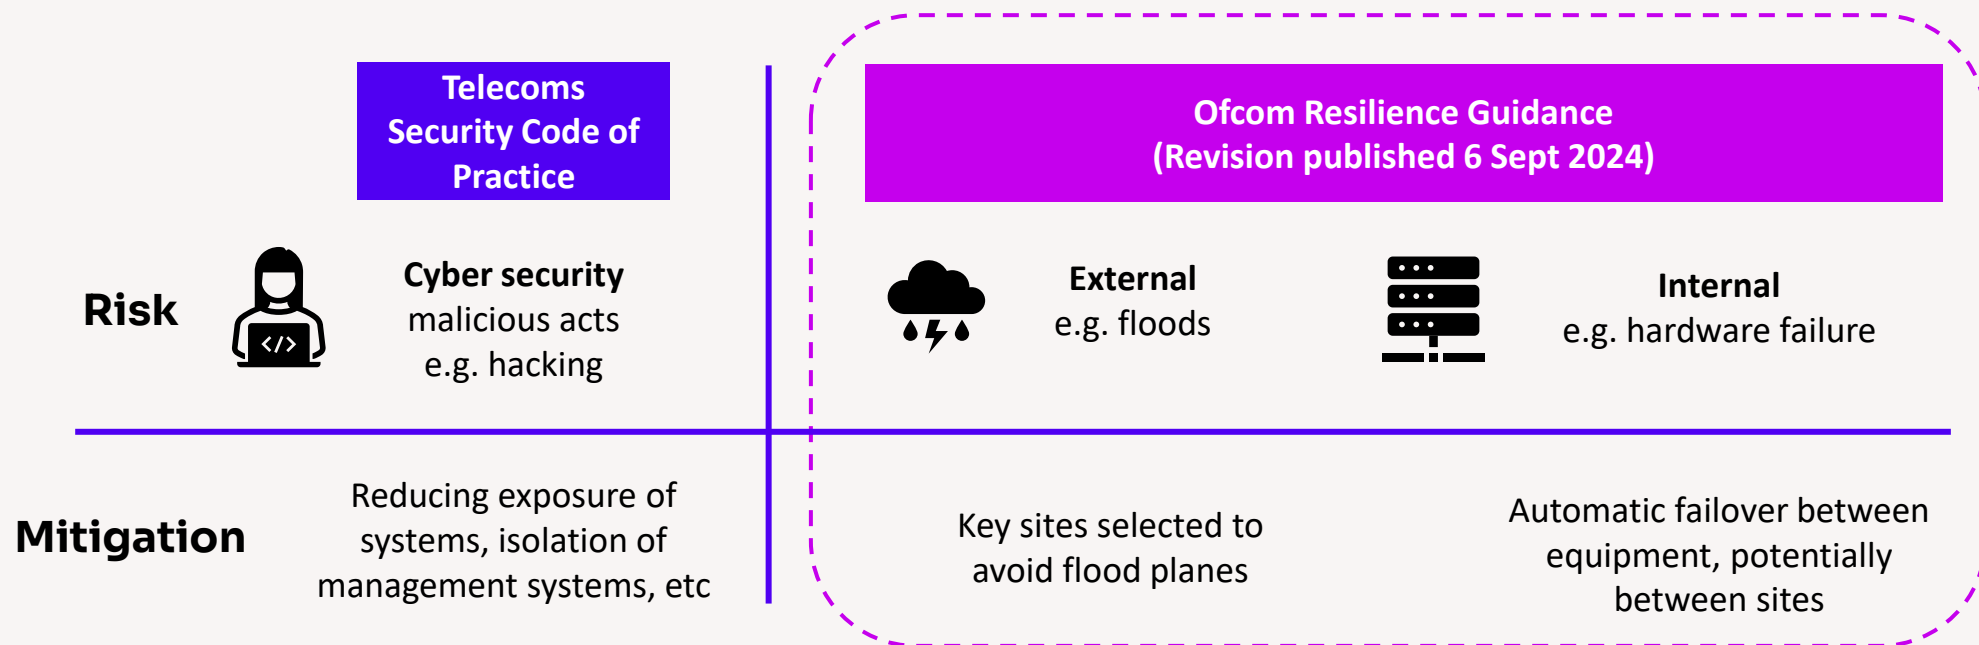 Telecoms
Security Code of
Practice
Ofcom Resilience Guidance
(Revision published 6 Sept 2024)
Risk
</>
Cyber security
malicious acts
e.g. hacking
External
e.g. floods
Internal
e.g. hardware failure
Mitigation
Reducing exposure of
systems, isolation of
management systems, etc
Key sites selected to
avoid flood planes
Automatic failover between
equipment, potentially
between sites